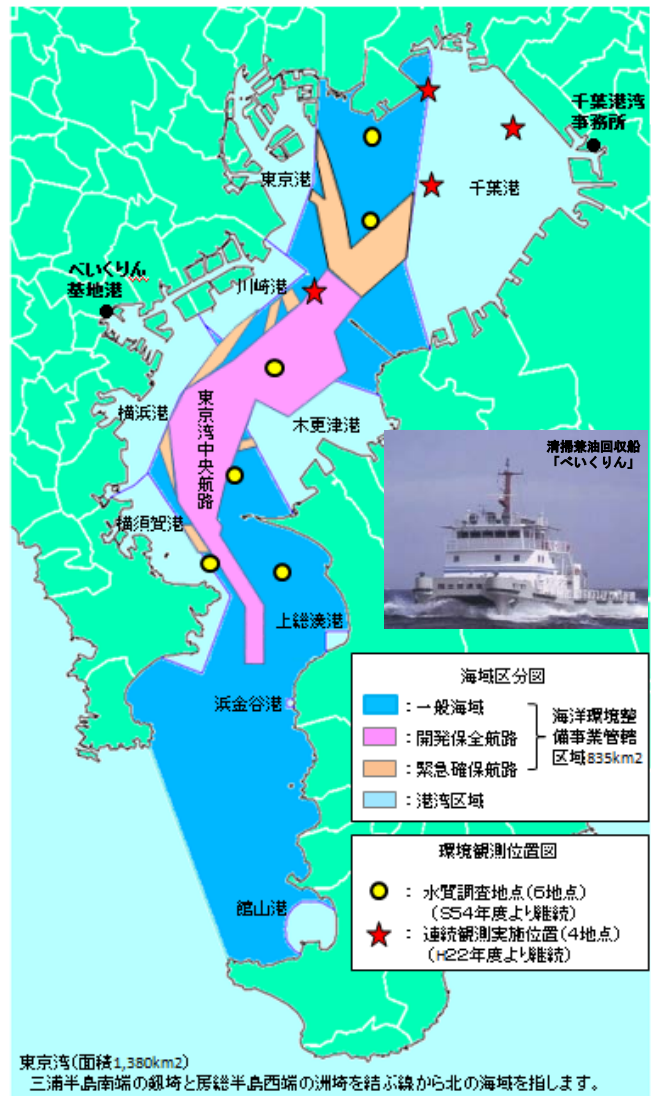 千葉港湾
事務所
東京港
千葉港
べいくりん
基地港
川崎港
横浜港
東京湾中央航路
木更津港
清掃兼油回収船
「べいくりん」
横須賀港
上総湊港
浜金谷港
館山港
海域区分図
：一般海域
：開発保全航路
：緊急確保航路
：港湾区域
海洋環境整
備事業管轄
区域835km2
環境観測位置図
： 水質調査地点(6地点)
(S54年度より継続)
： 連続観測実施位置(4地点)
(H22年度より継続)
東京湾(面積1,380km2)
三浦半島南端の剱埼と房総半島西端の洲埼を結ぶ線から北の海域を指します。